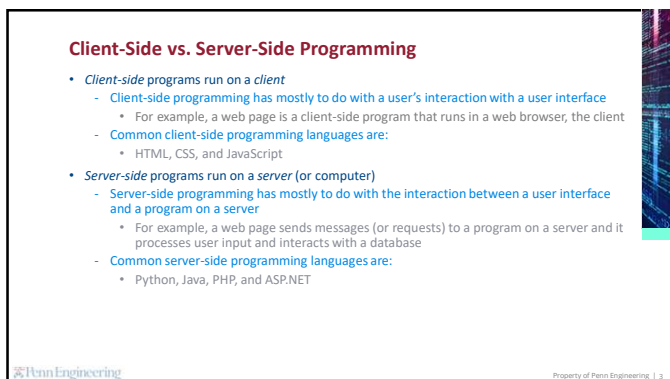 Client-Side vs. Server-Side Programming
• Client-side programs run on a client
- Client-side programming has mostly to do with a user's interaction with a user interface
• For example, a web page is a client-side program that runs in a web browser, the client
- Common client-side programming languages are:
• HTML, CSS, and JavaScript
• Server-side programs run on a server (or computer)
- Server-side programming has mostly to do with the interaction between a user interface
and a program on a server
• For example, a web page sends messages (or requests) to a program on a server and it
processes user input and interacts with a database
- Common server-side programming languages are:
• Python, Java, PHP, and ASP.NET
Penn Engineering
Property of Penn Engineering | 3